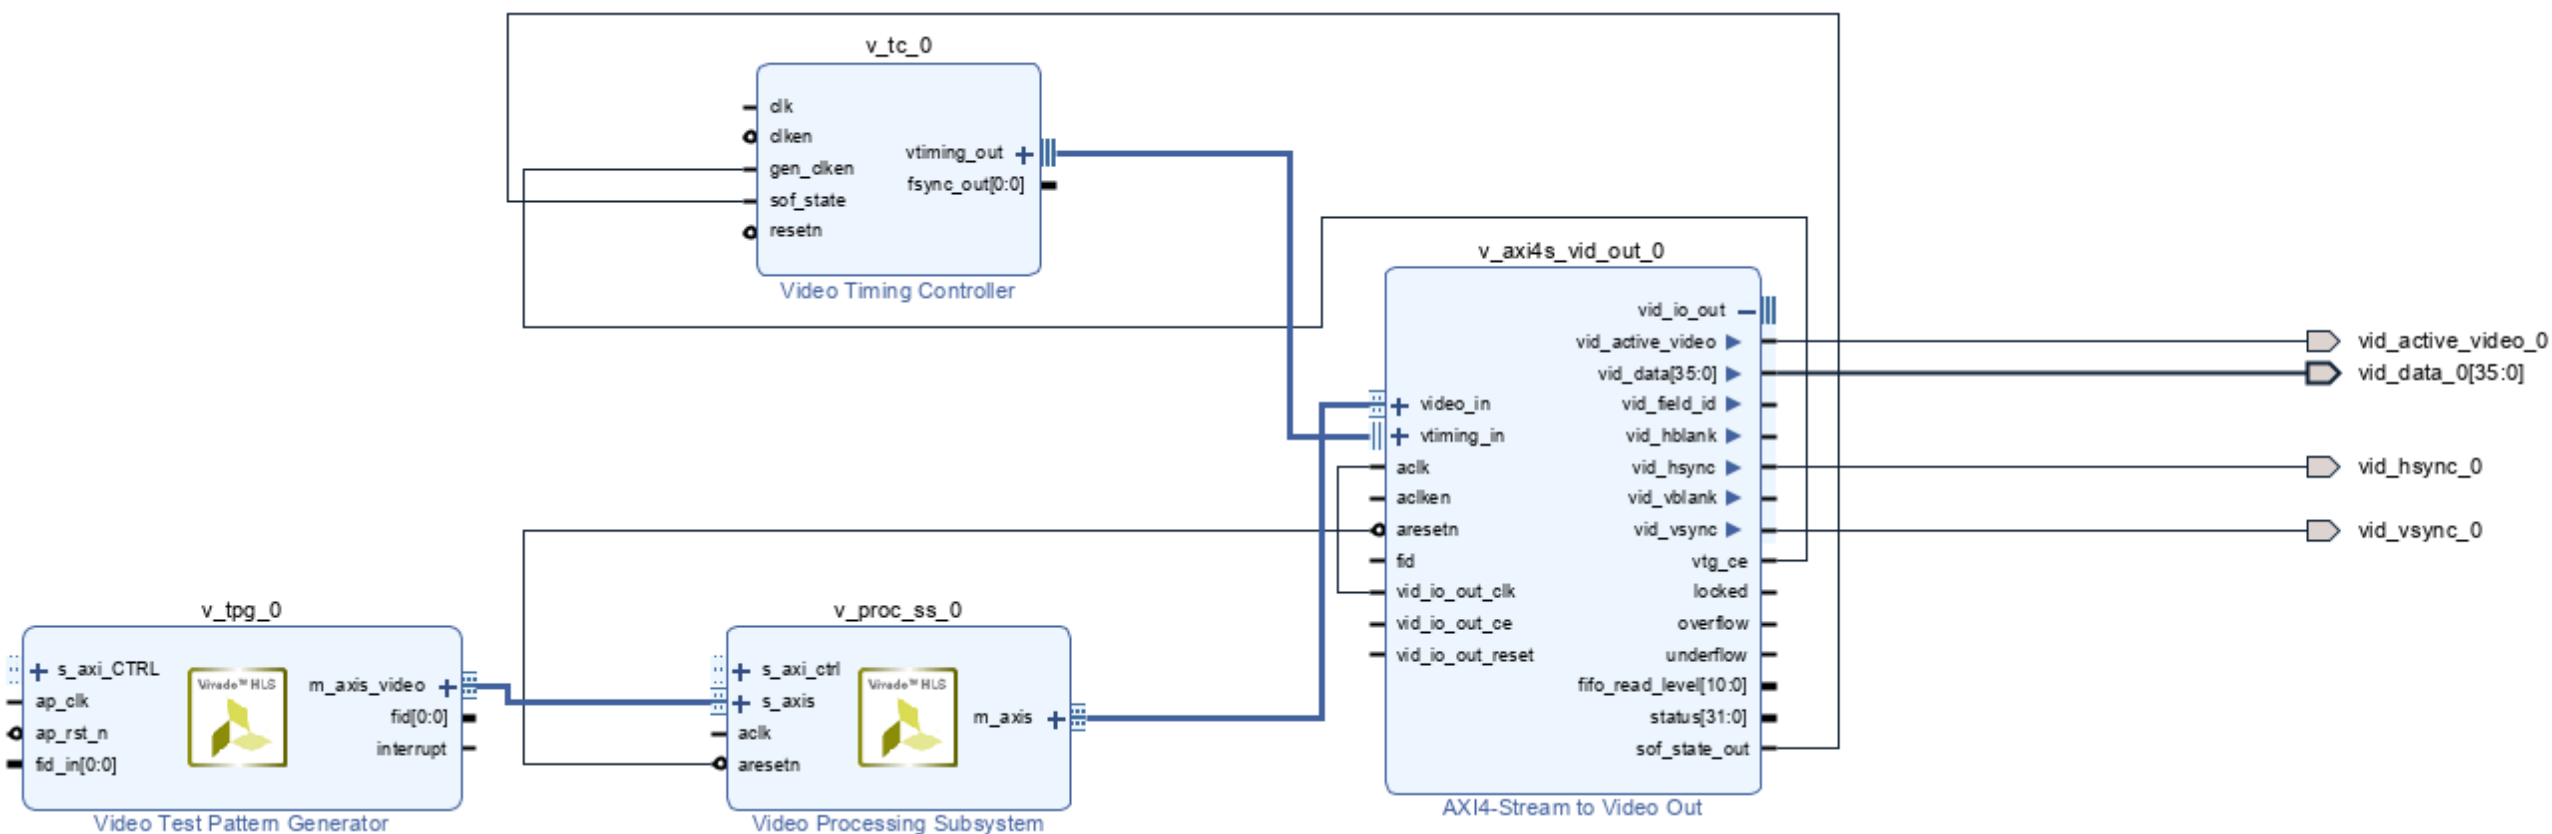 v_tc_0
clk
clken
gen_clken
sof_state
resetn
vtiming_out
fsync_out[0:0]
Video Timing Controller
v_axi4s_vid_out_0
video_in
vtiming_in
aclk
aclken
aresetn
fid
vid_io_out_clk
vid_io_out_ce
vid_io_out_reset
vid_io_out
vid_active_video
vid_data[35:0]
vid_field_id
vid_hblank
vid_hsync
vid_vblank
vid_vsync
vtg_ce
locked
overflow
underflow
fifo_read_level[10:0]
status[31:0]
sof_state_out
AXI4-Stream to Video Out
vid_active_video_0
vid_data_0[35:0]
vid_hsync_0
vid_vsync_0
v_tpg_0
s_axi_CTRL
ap_clk
ap_rst_n
fid_in[0:0]
Vivado™ HLS
m_axis_video
fid[0:0]
interrupt
Video Test Pattern Generator
v_proc_ss_0
s_axi_ctrl
s_axis
aclk
aresetn
Vivado™ HLS
m_axis
Video Processing Subsystem